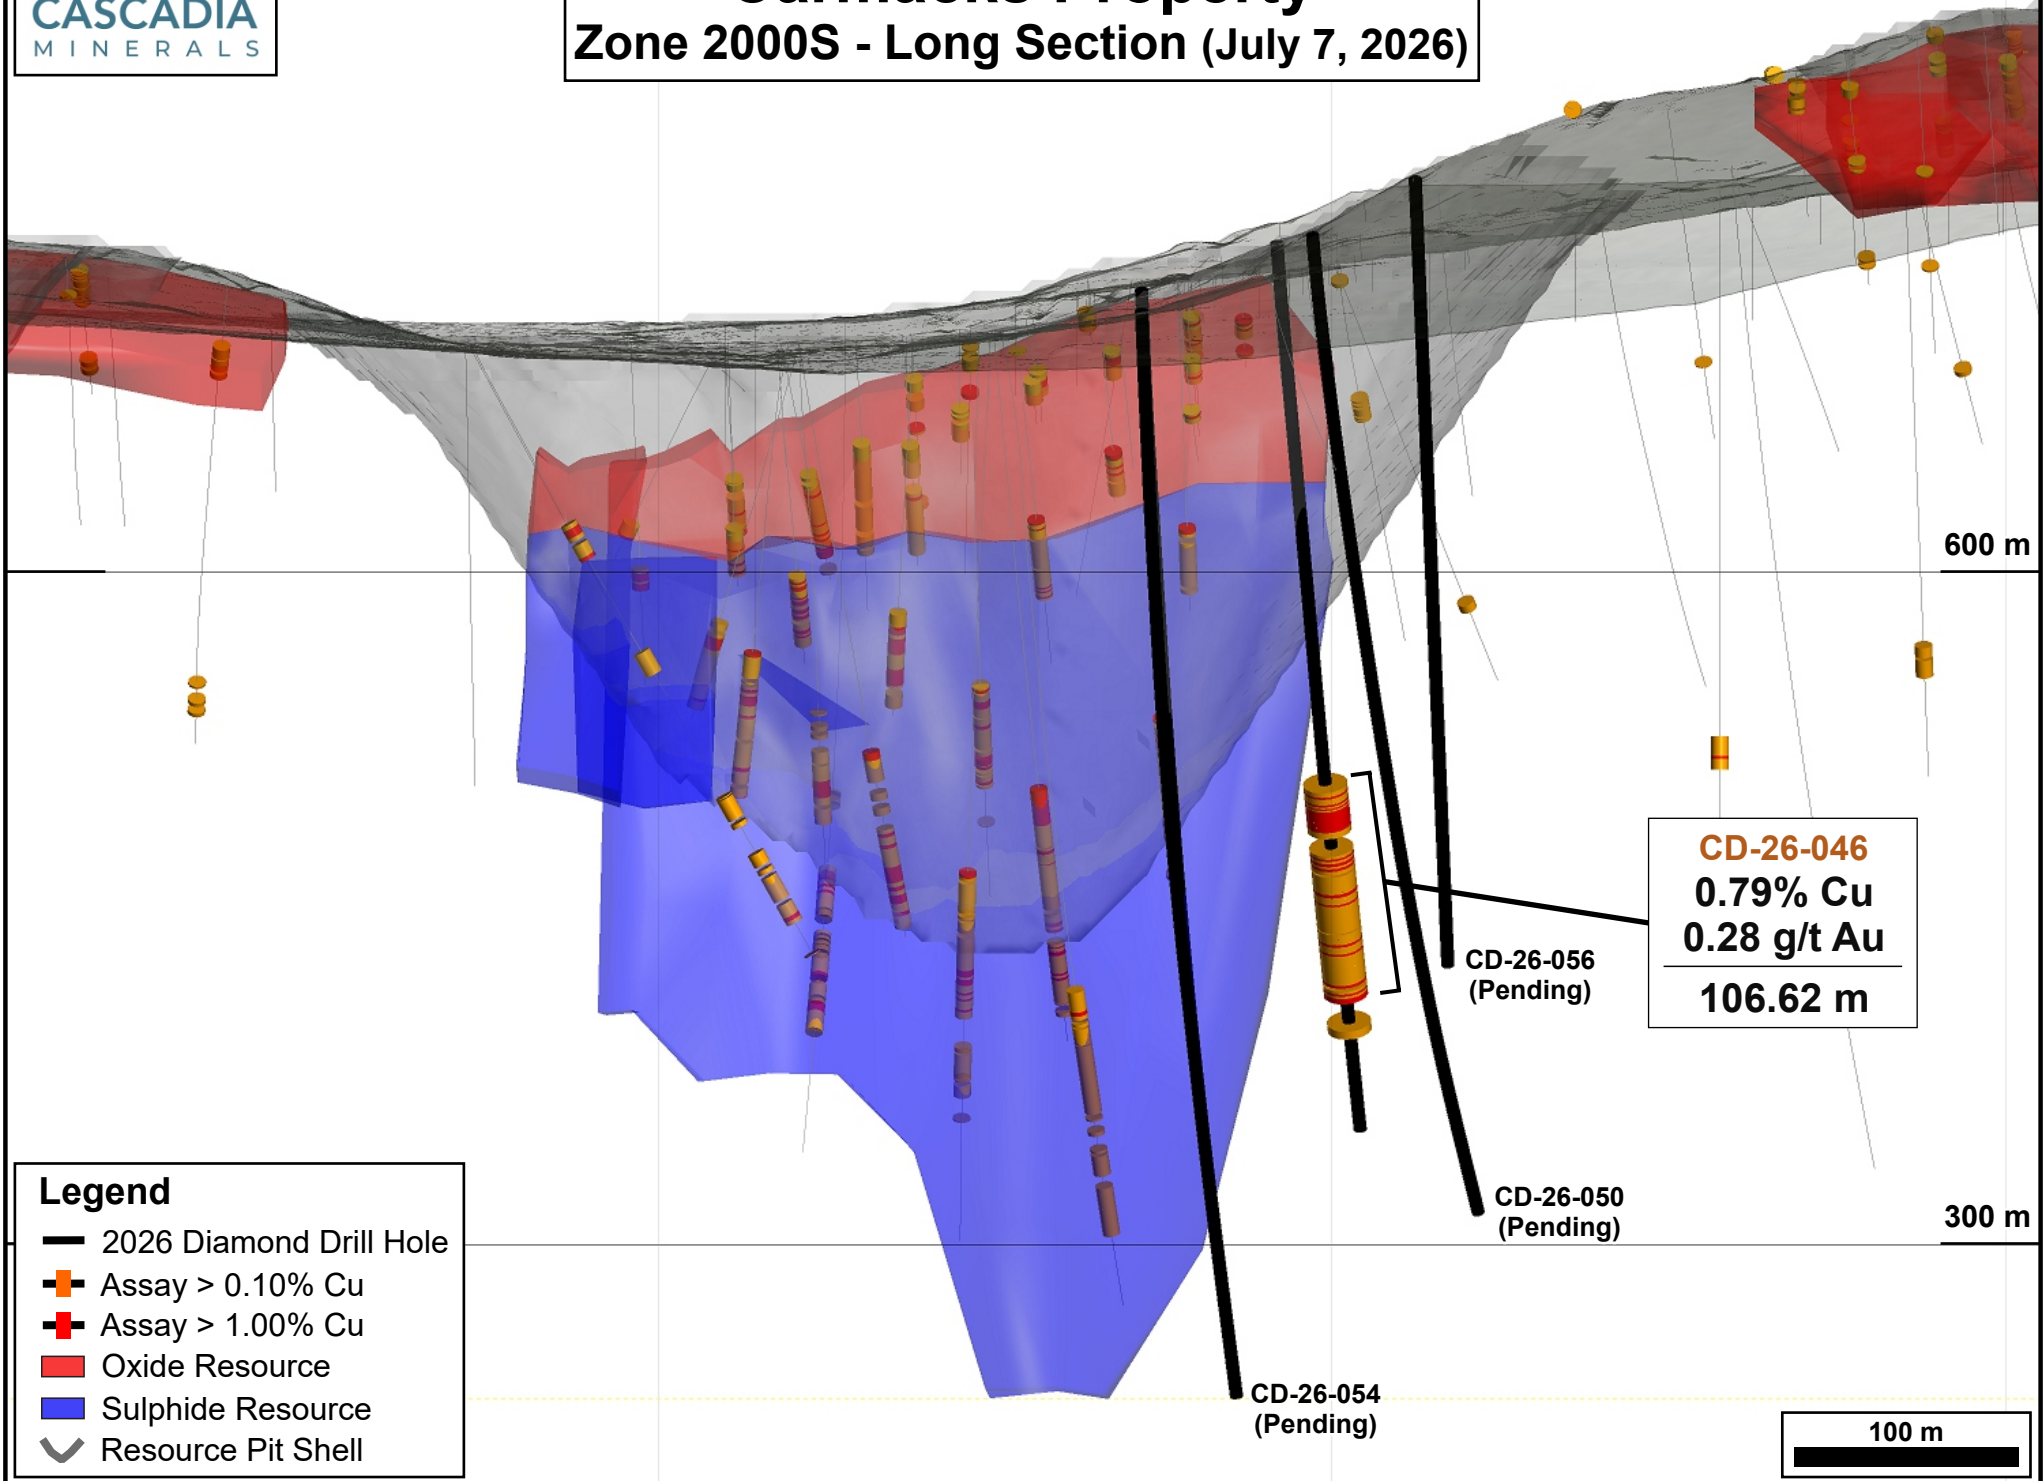 CASCADIA
MINERALS
Carmacks Property
Zone 2000S - Long Section (July 7, 2026)
600 m
CD-26-046
0.79% Cu
0.28 g/t Au
106.62 m
CD-26-056
(Pending)
CD-26-050
(Pending)
300 m
CD-26-054
(Pending)
Legend
2026 Diamond Drill Hole
Assay > 0.10% Cu
Assay > 1.00% Cu
Oxide Resource
Sulphide Resource
Resource Pit Shell
100 m